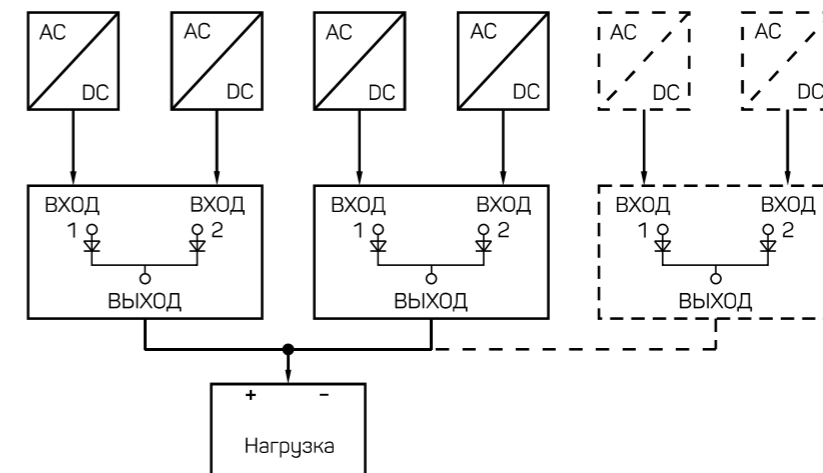 AC AC AC AC AC AC
DC DC DC DC DC DC
ВХОД ВХОД ВХОД ВХОД ВХОД ВХОД
1 2 1 2 1 2
ВЫХОД ВЫХОД ВЫХОД
+ −
Нагрузка